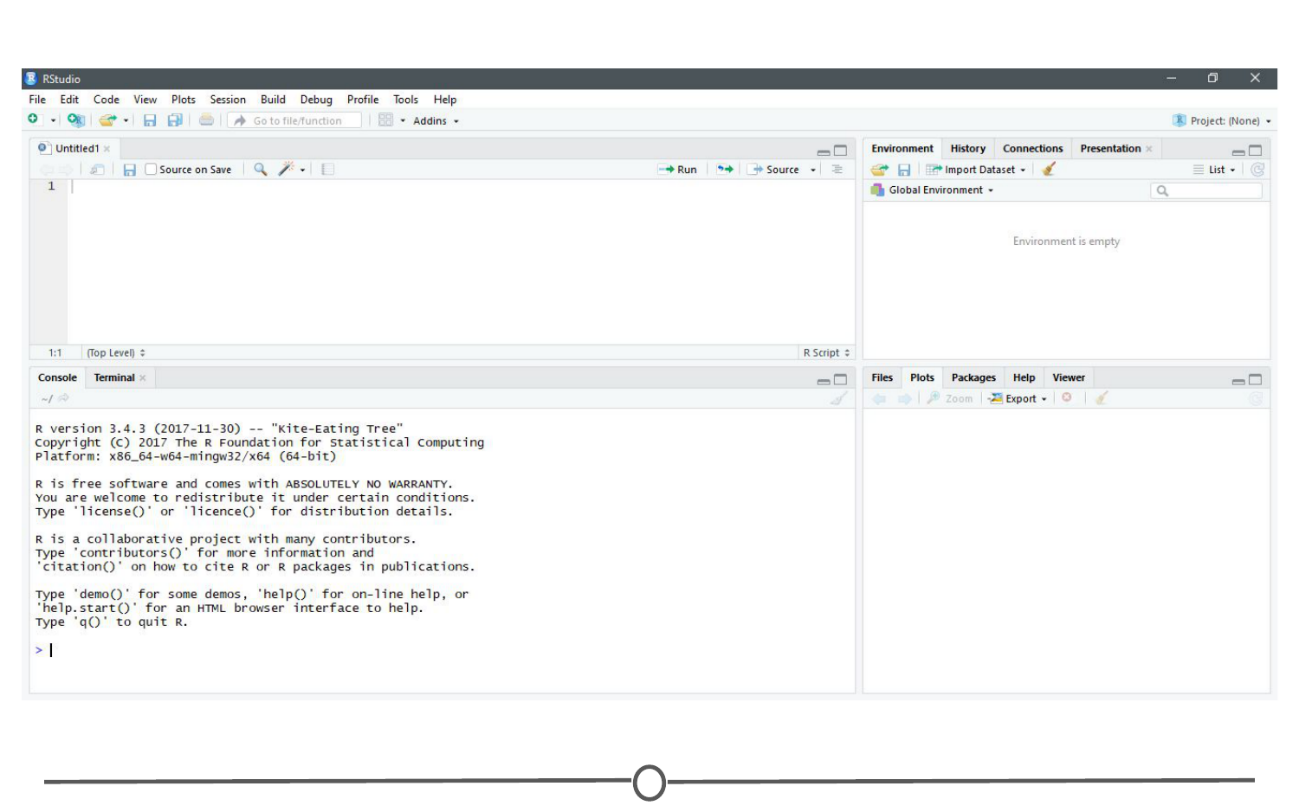 RStudio
File Edit Code View Plots Session Build Debug Profile Tools Help
Go to file/function Addins Project: (None)
Untitled1
Source on Save Run Source
1
1:1 (Top Level) R Script
Console Terminal
~/
R version 3.4.3 (2017-11-30) -- "Kite-Eating Tree"
Copyright (C) 2017 The R Foundation for Statistical Computing
Platform: x86_64-w64-mingw32/x64 (64-bit)
R is free software and comes with ABSOLUTELY NO WARRANTY.
You are welcome to redistribute it under certain conditions.
Type 'license()' or 'licence()' for distribution details.
R is a collaborative project with many contributors.
Type 'contributors()' for more information and
'citation()' on how to cite R or R packages in publications.
Type 'demo()' for some demos, 'help()' for on-line help, or
'help.start()' for an HTML browser interface to help.
Type 'q()' to quit R.
>
Environment History Connections Presentation
Import Dataset List
Global Environment
Environment is empty
Files Plots Packages Help Viewer
Zoom Export